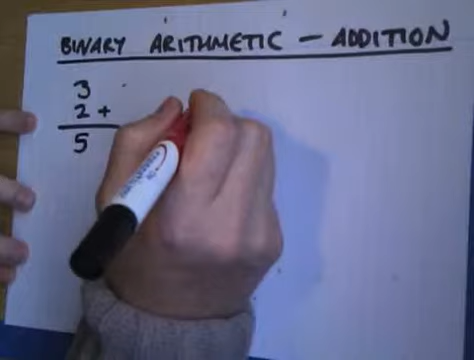 BINARY ARITHMETIC – ADDITION
3
2 +
5